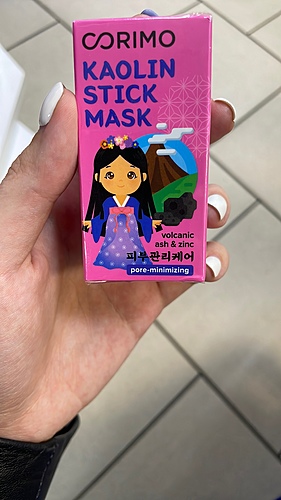 CORIMO
KAOLIN
STICK
MASK
volcanic
ash & zinc
피부관리케어
pore-minimizing